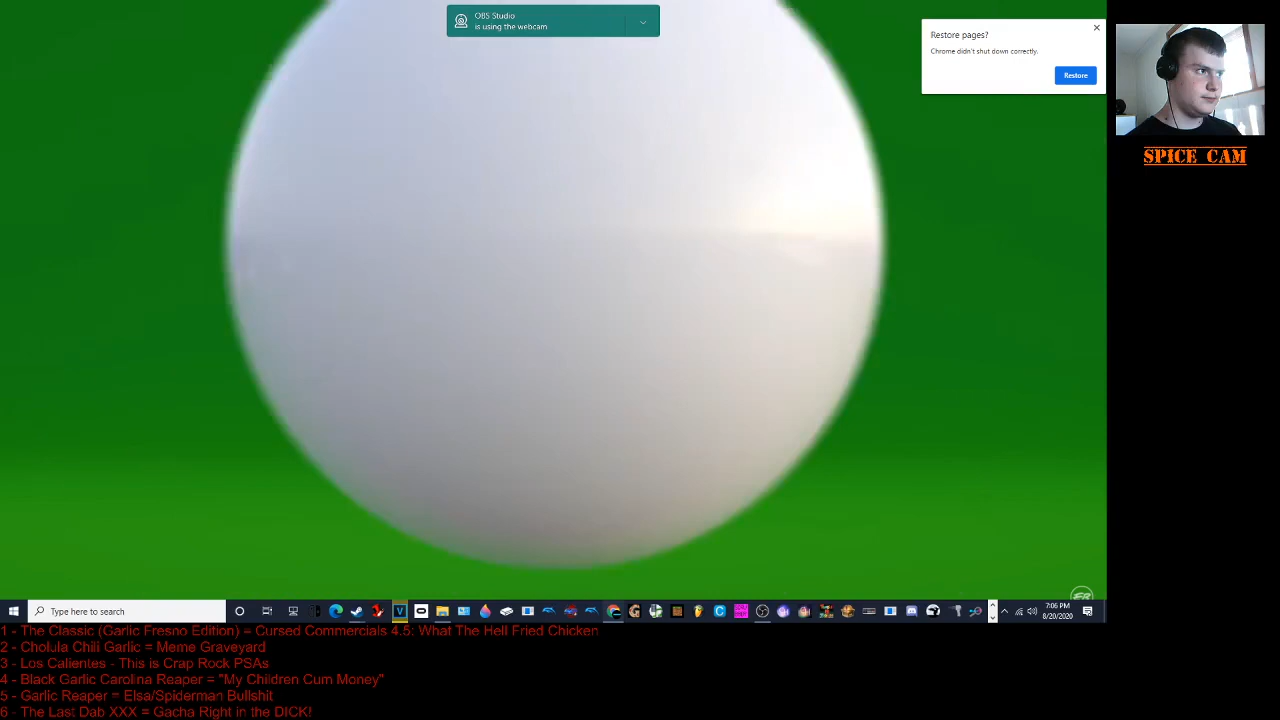 OBS Studio
is using the webcam
Restore pages?
Chrome didn't shut down correctly.
Restore
SPICE CAM
Type here to search
7:06 PM
8/20/2020
1 - The Classic (Garlic Fresno Edition) = Cursed Commercials 4.5: What The Hell Fried Chicken
2 - Cholula Chili Garlic = Meme Graveyard
3 - Los Calientes - This is Crap Rock PSAs
4 - Black Garlic Carolina Reaper = "My Children Cum Money"
5 - Garlic Reaper = Elsa/Spiderman Bullshit
6 - The Last Dab XXX = Gacha Right in the DICK!